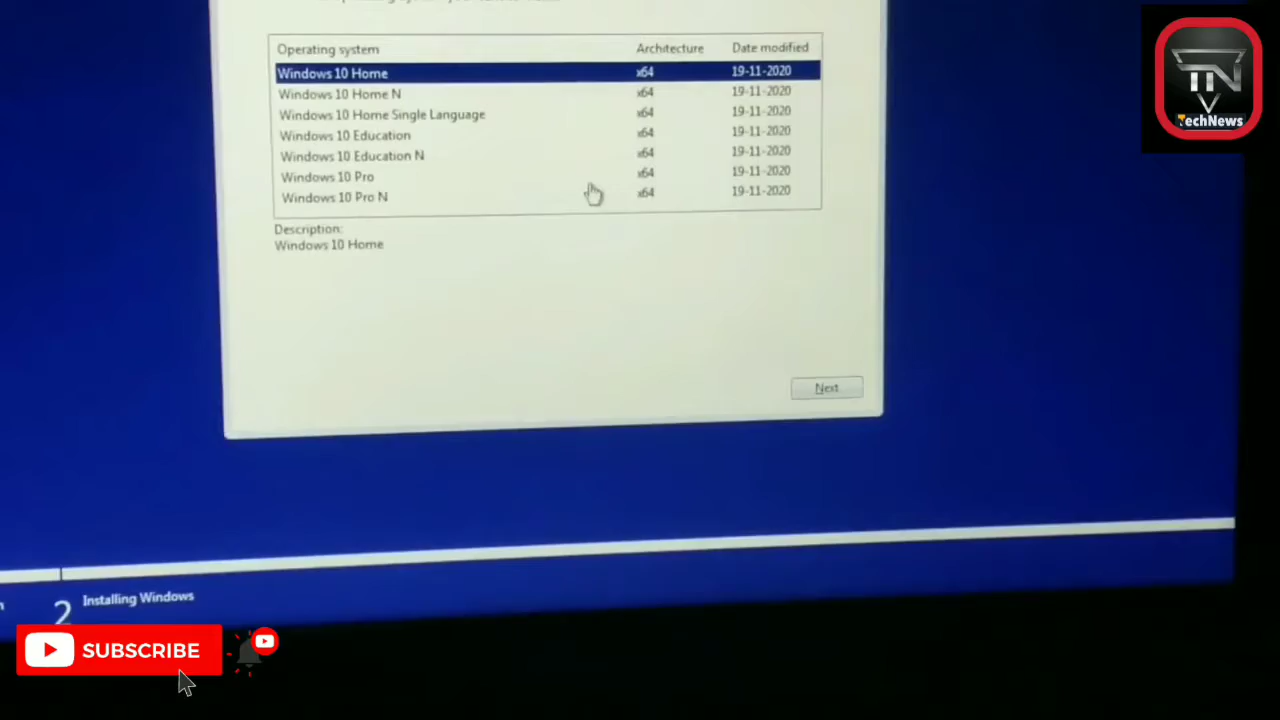 Operating system Architecture Date modified
Windows 10 Home x64 19-11-2020
Windows 10 Home N x64 19-11-2020
Windows 10 Home Single Language x64 19-11-2020
Windows 10 Education x64 19-11-2020
Windows 10 Education N x64 19-11-2020
Windows 10 Pro x64 19-11-2020
Windows 10 Pro N x64 19-11-2020
Description:
Windows 10 Home
Next
2 Installing Windows
SUBSCRIBE
TN
TechNews